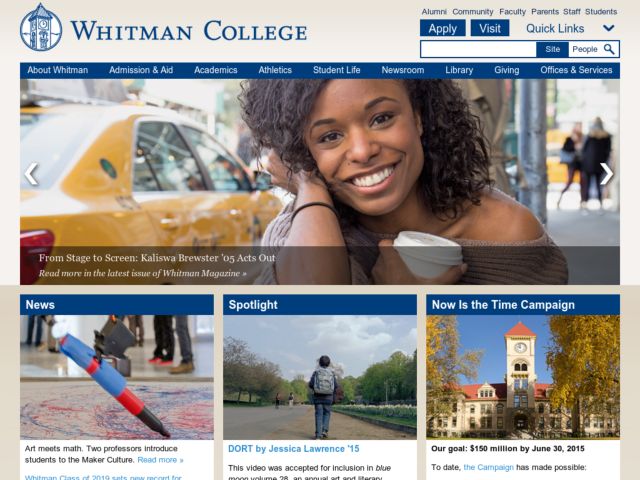 Alumni Community Faculty Parents Staff Students
WHITMAN COLLEGE
Apply Visit Quick Links
Site People
About Whitman Admission & Aid Academics Athletics Student Life Newsroom Library Giving Offices & Services
From Stage to Screen: Kaliswa Brewster '05 Acts Out
Read more in the latest issue of Whitman Magazine »
News
Art meets math. Two professors introduce
students to the Maker Culture. Read more »
Whitman Class of 2019 sets new record for
Spotlight
DORT by Jessica Lawrence '15
This video was accepted for inclusion in blue
moon volume 28, an annual art and literary
Now Is the Time Campaign
Our goal: $150 million by June 30, 2015
To date, the Campaign has made possible: